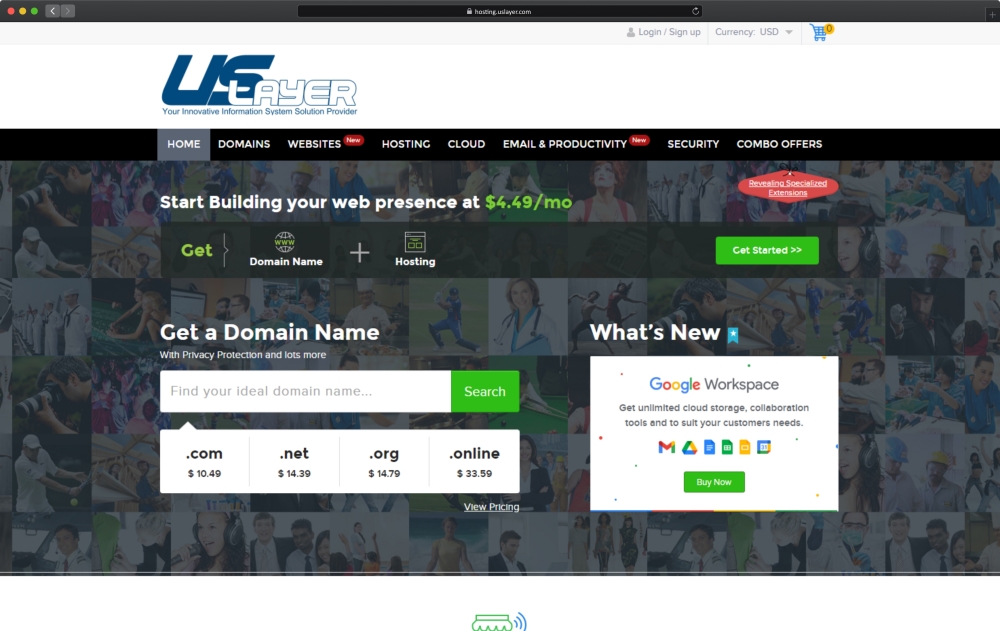 hosting.uslayer.com
Login / Sign up
Currency: USD
0
USLAYER
Your Innovative Information System Solution Provider
HOME DOMAINS WEBSITES New HOSTING CLOUD EMAIL & PRODUCTIVITY New SECURITY COMBO OFFERS
Revealing Specialized
Extensions
Start Building your web presence at $4.49/mo
Get
WWW
Domain Name
+
Hosting
Get Started >>
Get a Domain Name
With Privacy Protection and lots more
Find your ideal domain name...
Search
.com
$ 10.49
.net
$ 14.39
.org
$ 14.79
.online
$ 33.59
View Pricing
What's New
Google Workspace
Get unlimited cloud storage, collaboration
tools and to suit your customers needs.
31
Buy Now